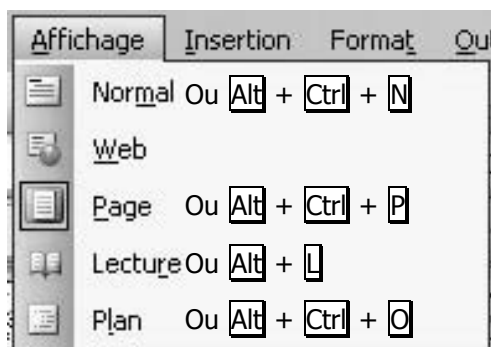 Affichage Insertion Format Ou
Normal Ou Alt + Ctrl + N
Web
Page Ou Alt + Ctrl + P
Lecture Ou Alt + L
Plan Ou Alt + Ctrl + O